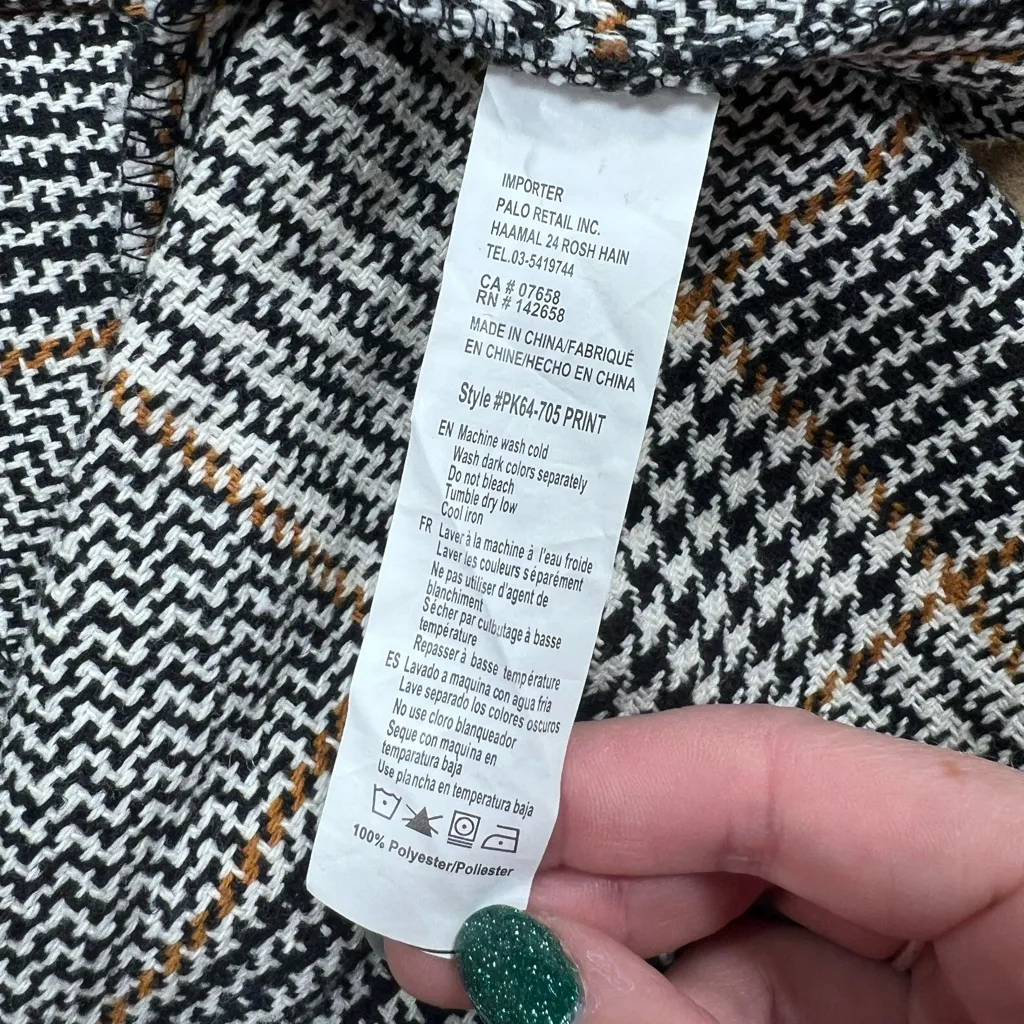 IMPORTER
PALO RETAIL INC.
HAAMAL 24 ROSH HAIN
TEL.03-5419744
CA # 07658
RN # 142658
MADE IN CHINA/FABRIQUÉ
EN CHINE/HECHO EN CHINA
Style #PK64-705 PRINT
EN Machine wash cold
Wash dark colors separately
Do not bleach
Tumble dry low
Cool iron
FR Laver à la machine à l'eau froide
Laver les couleurs séparément
Ne pas utiliser d'agent de
blanchiment
Sécher par culbutage à basse
température
Repasser à basse température
ES Lavado a maquina con agua fria
Lave separado los colores oscuros
No use cloro blanqueador
Seque con maquina en
temparatura baja
Use plancha en temperatura baja
100% Polyester/Poliester